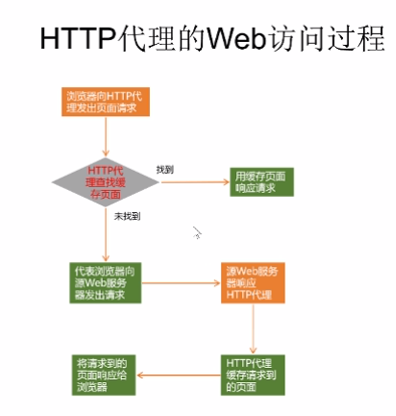 HTTP代理的Web访问过程
浏览器向HTTP代
理发出页面请求
HTTP代
理查找缓
存页面
找到
用缓存页面
响应请求
未找到
代表浏览器向
源Web服务
器发出请求
源Web服务
器响应
HTTP代理
HTTP代理
缓存请求到
的页面
将请求到的
页面响应给
浏览器